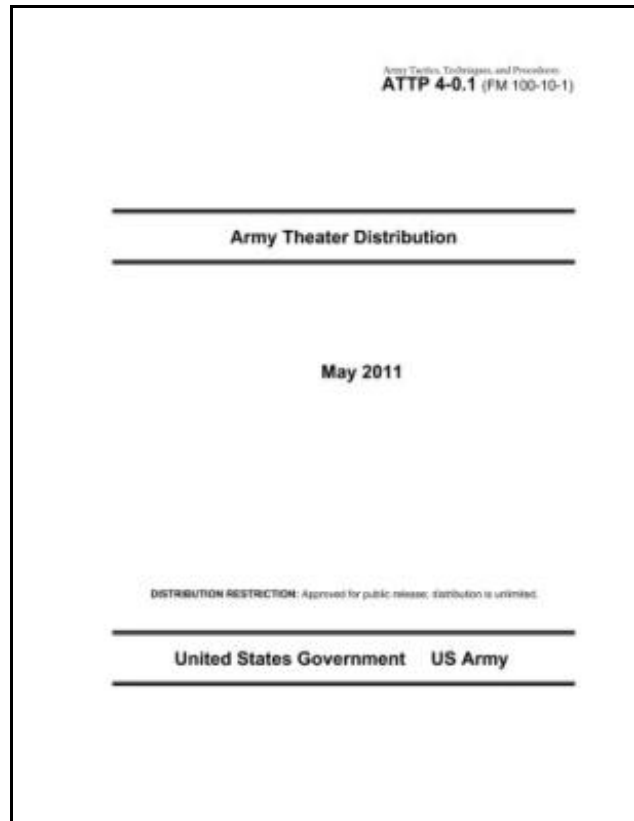 Army Tactics, Techniques, and Procedures
ATTP 4-0.1 (FM 100-10-1)
Army Theater Distribution
May 2011
DISTRIBUTION RESTRICTION: Approved for public release; distribution is unlimited.
United States Government US Army